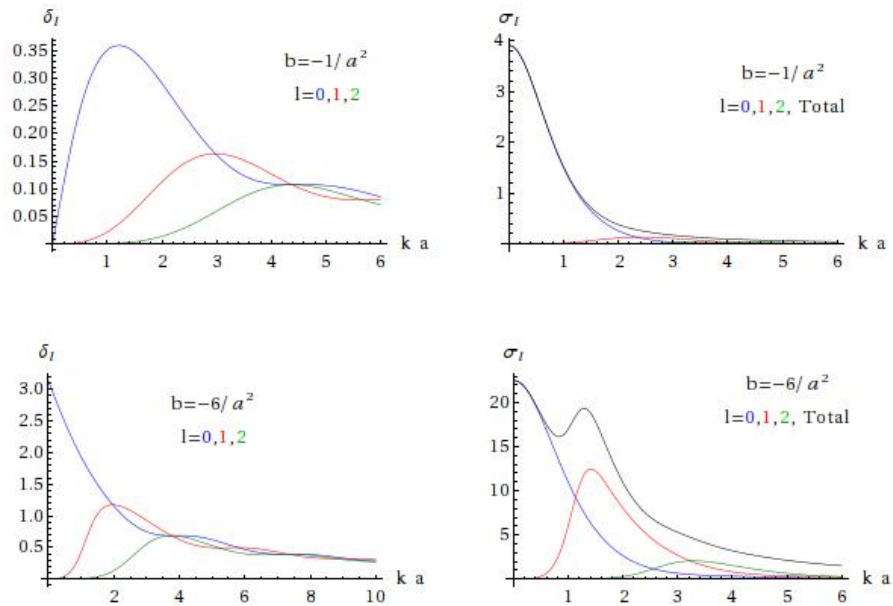 δ_l
0.35
0.30
0.25
0.20
0.15
0.10
0.05
b=−1/a²
l=0,1,2
1 2 3 4 5 6
k a
σ_l
4
3
2
1
b=−1/a²
l=0,1,2, Total
1 2 3 4 5 6
k a
δ_l
3.0
2.5
2.0
1.5
1.0
0.5
b=−6/a²
l=0,1,2
2 4 6 8 10
k a
σ_l
20
15
10
5
b=−6/a²
l=0,1,2, Total
1 2 3 4 5 6
k a